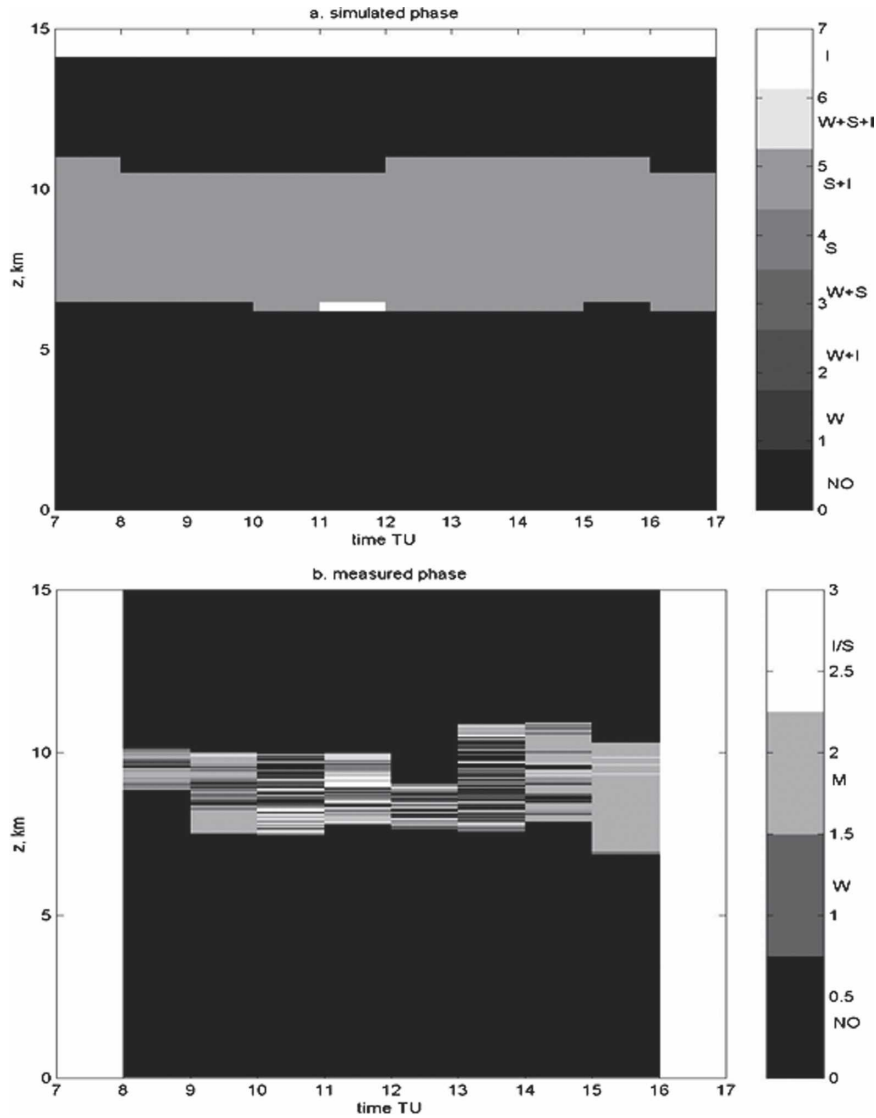 a. simulated phase
15
10
5
0
z, km
7 8 9 10 11 12 13 14 15 16 17
time TU
7
I
6
W+S+I
5
S+I
4
S
W+S
3
W+I
2
W
1
NO
0
b. measured phase
15
10
5
0
z, km
7 8 9 10 11 12 13 14 15 16 17
time TU
3
I/S
2.5
2
M
1.5
W
1
0.5
NO
0